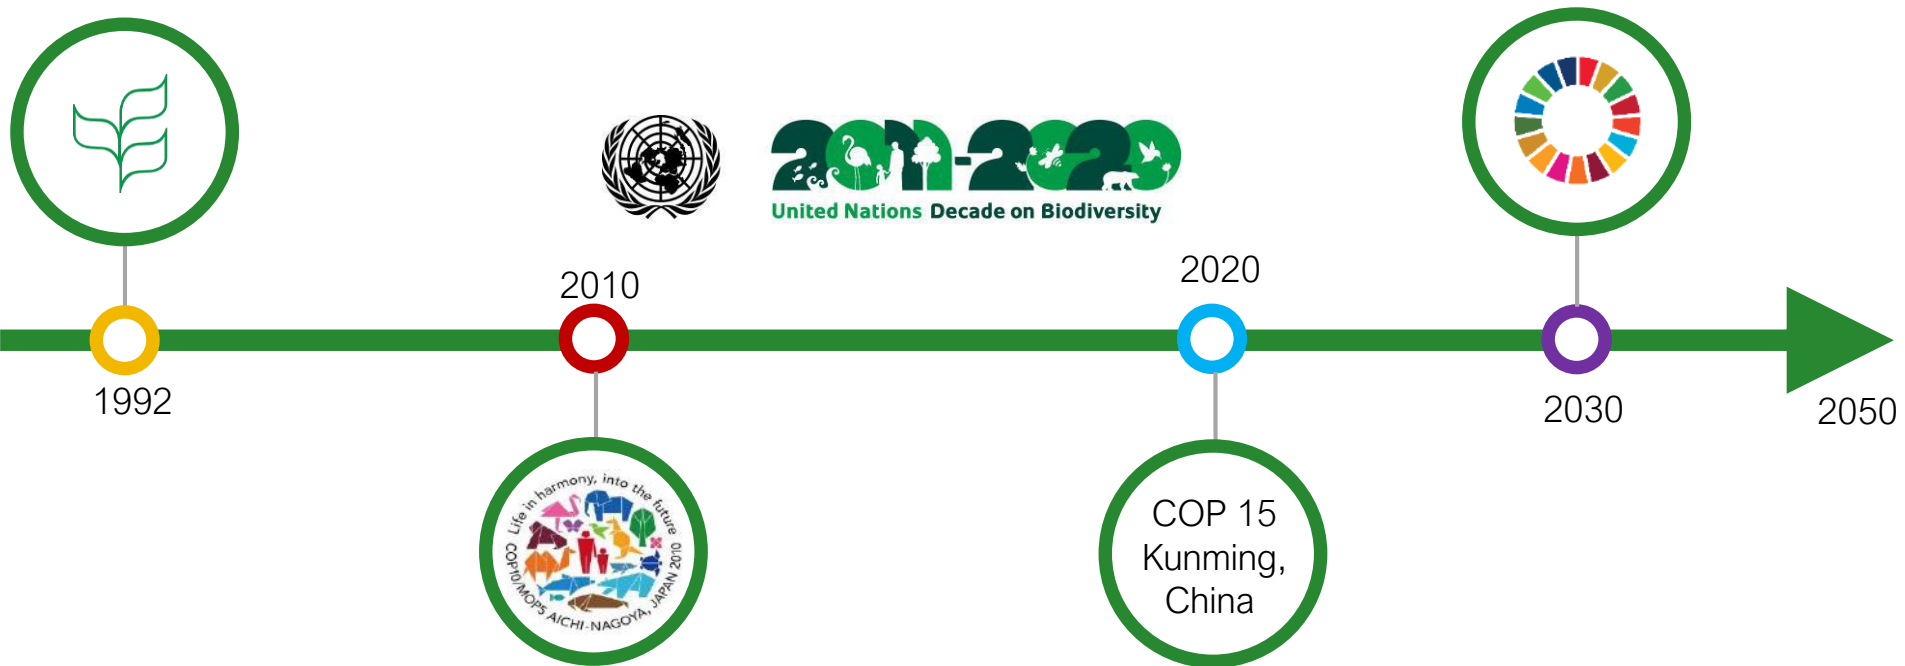 2011-2020
United Nations Decade on Biodiversity
2010
2020
1992
2030
2050
Life in harmony, into the future
COP10/MOP5 AICHI-NAGOYA, JAPAN 2010
COP 15
Kunming,
China